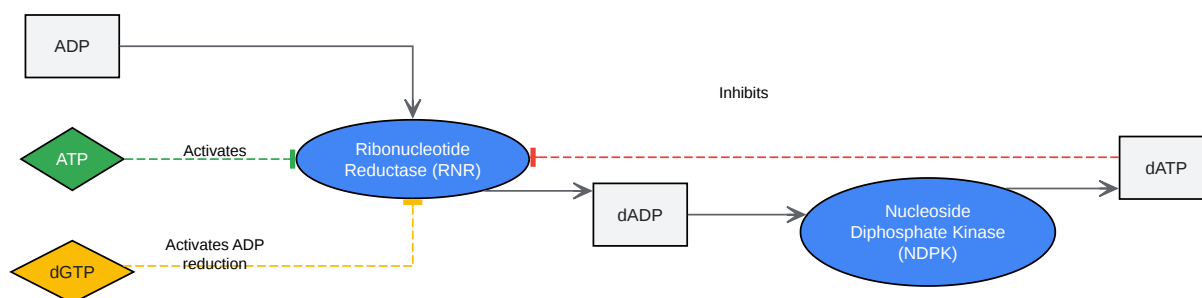 ADP
Inhibits
ATP
Activates
Ribonucleotide
Reductase (RNR)
dATP
dADP
Nucleoside
Diphosphate Kinase
(NDPK)
dGTP
Activates ADP
reduction